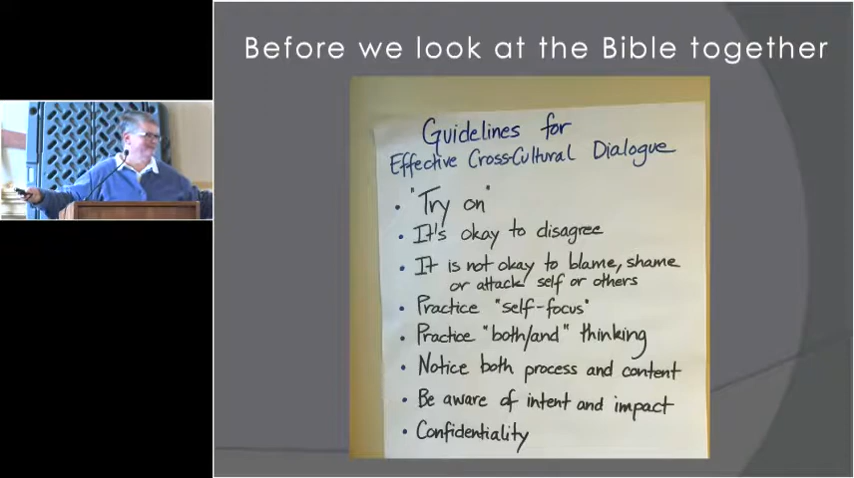 Before we look at the Bible together
Guidelines for
Effective Cross-Cultural Dialogue
• "Try on"
• It's okay to disagree
• It is not okay to blame, shame
or attack self or others
• Practice "self-focus"
• Practice "both/and" thinking
• Notice both process and content
• Be aware of intent and impact
• Confidentiality